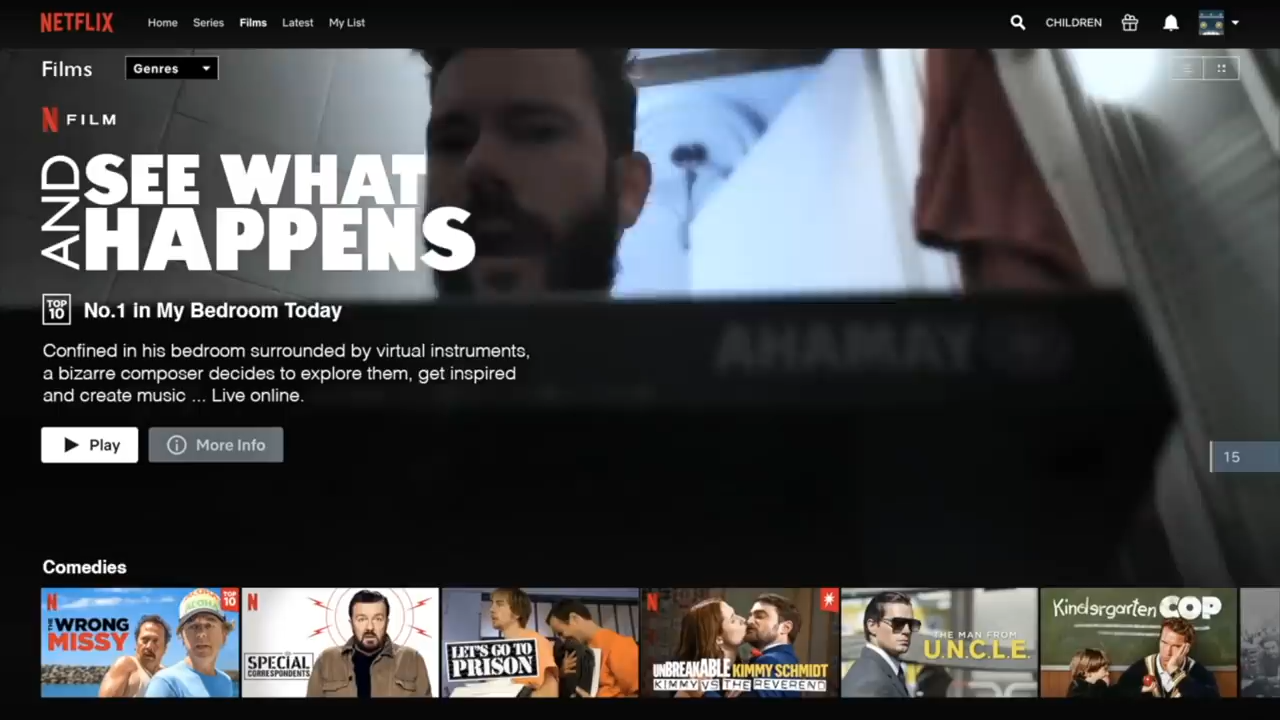 NETFLIX
Home Series Films Latest My List
CHILDREN
Films
Genres
N FILM
AND SEE WHAT
HAPPENS
TOP
10
No.1 in My Bedroom Today
Confined in his bedroom surrounded by virtual instruments,
a bizarre composer decides to explore them, get inspired
and create music ... Live online.
Play
More Info
15
AHAMAY
Comedies
N
TOP
10
ALOHA
THE WRONG
MISSY
N
SPECIAL
CORRESPONDENTS
LET'S GO TO
PRISON
N
UNBREAKABLE KIMMY SCHMIDT
KIMMY VS THE REVEREND
THE MAN FROM
U.N.C.L.E.
Kindergarten COP